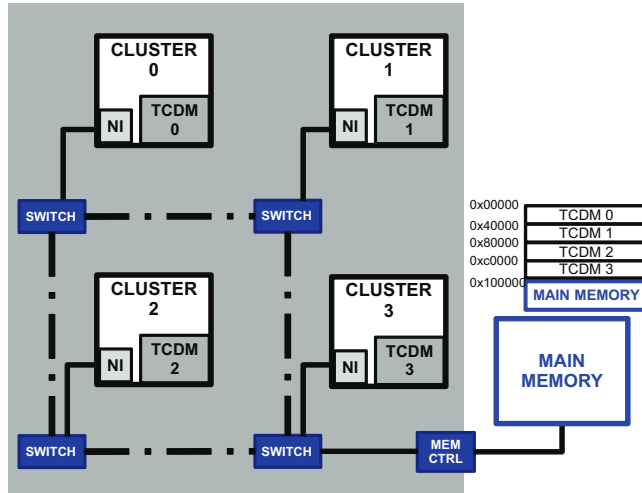 CLUSTER
0
NI
TCDM
0
CLUSTER
1
NI
TCDM
1
SWITCH
SWITCH
0x00000
TCDM 0
0x40000
TCDM 1
0x80000
TCDM 2
0xc0000
TCDM 3
0x100000
MAIN MEMORY
CLUSTER
2
NI
TCDM
2
CLUSTER
3
NI
TCDM
3
MAIN
MEMORY
SWITCH
SWITCH
MEM
CTRL